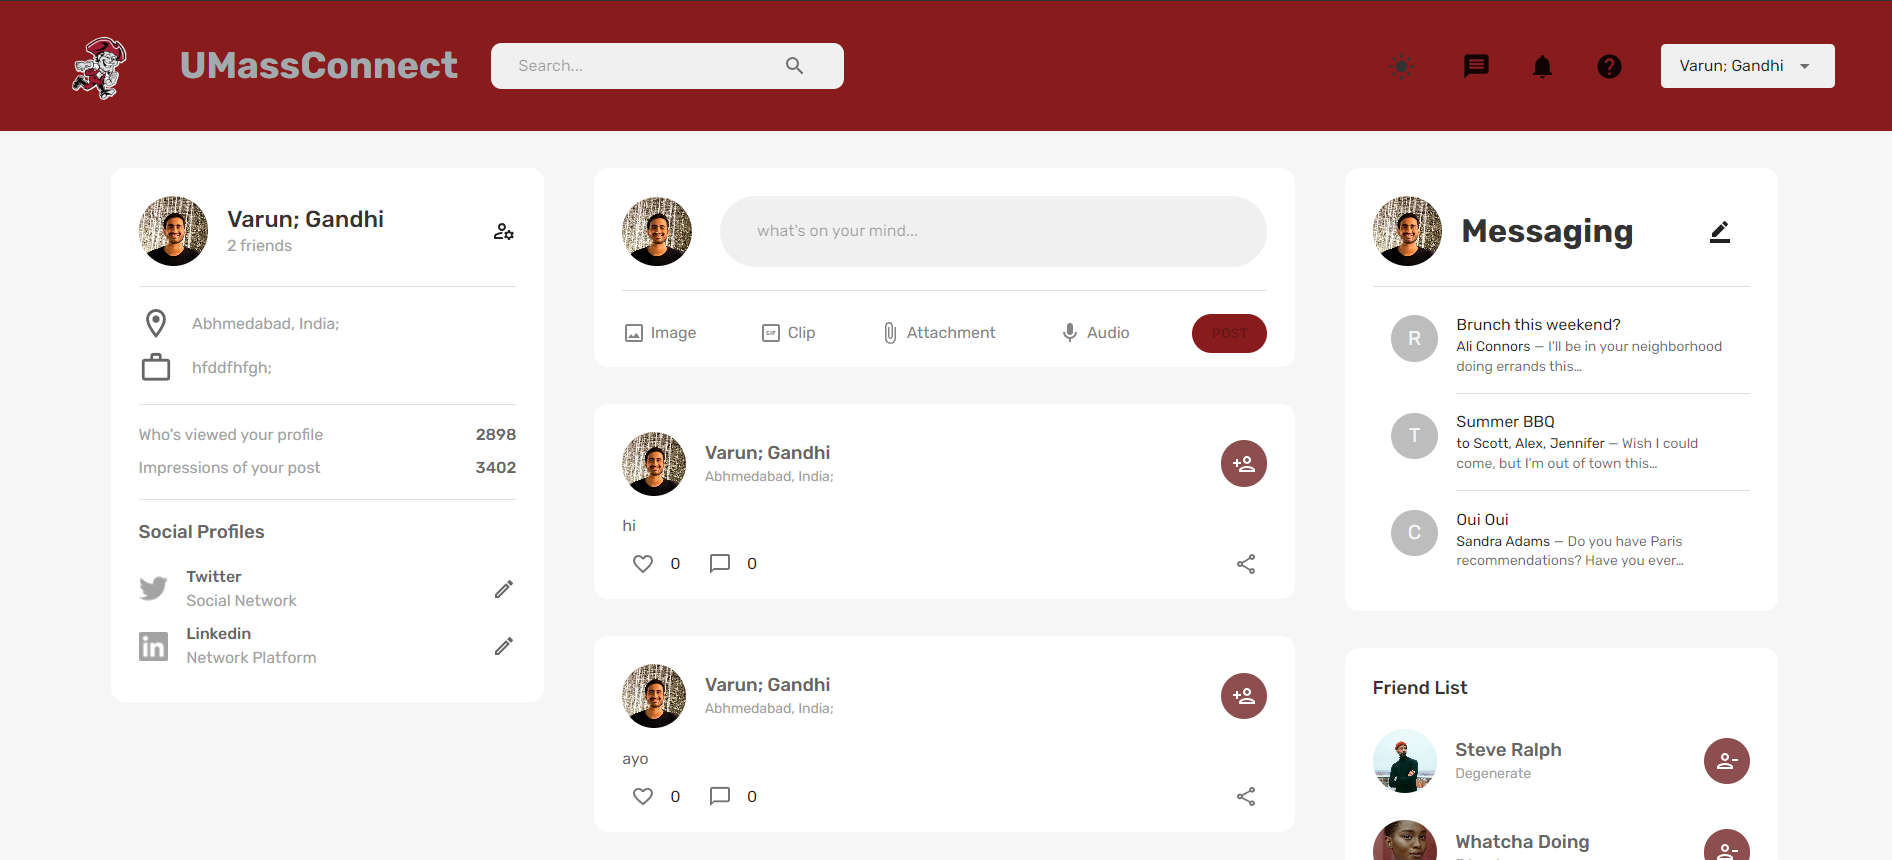 UMassConnect
Search...
Varun; Gandhi
Varun; Gandhi
2 friends
Abhmedabad, India;
hfddfhfgh;
Who's viewed your profile 2898
Impressions of your post 3402
Social Profiles
Twitter
Social Network
Linkedin
Network Platform
what's on your mind...
Image
GIF
Clip
Attachment
Audio
POST
Varun; Gandhi
Abhmedabad, India;
hi
0 0
Varun; Gandhi
Abhmedabad, India;
ayo
0 0
Messaging
R
Brunch this weekend?
Ali Connors — I'll be in your neighborhood
doing errands this…
T
Summer BBQ
to Scott, Alex, Jennifer — Wish I could
come, but I'm out of town this…
C
Oui Oui
Sandra Adams — Do you have Paris
recommendations? Have you ever…
Friend List
Steve Ralph
Degenerate
Whatcha Doing